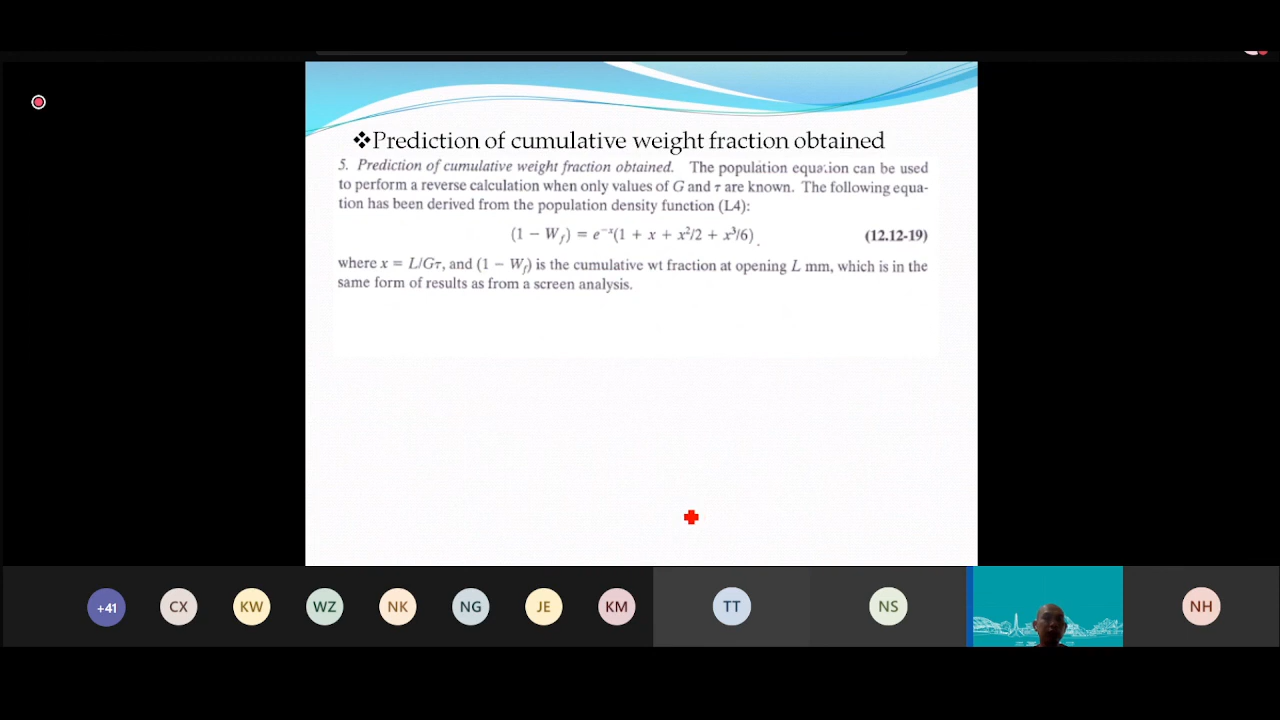 ❖Prediction of cumulative weight fraction obtained
5. Prediction of cumulative weight fraction obtained. The population equation can be used
to perform a reverse calculation when only values of G and τ are known. The following equa-
tion has been derived from the population density function (L4):
(1 − W_f) = e^−x(1 + x + x²/2 + x³/6) (12.12-19)
where x = L/Gτ, and (1 − W_f) is the cumulative wt fraction at opening L mm, which is in the
same form of results as from a screen analysis.
+41 CX KW WZ NK NG JE KM TT NS NH